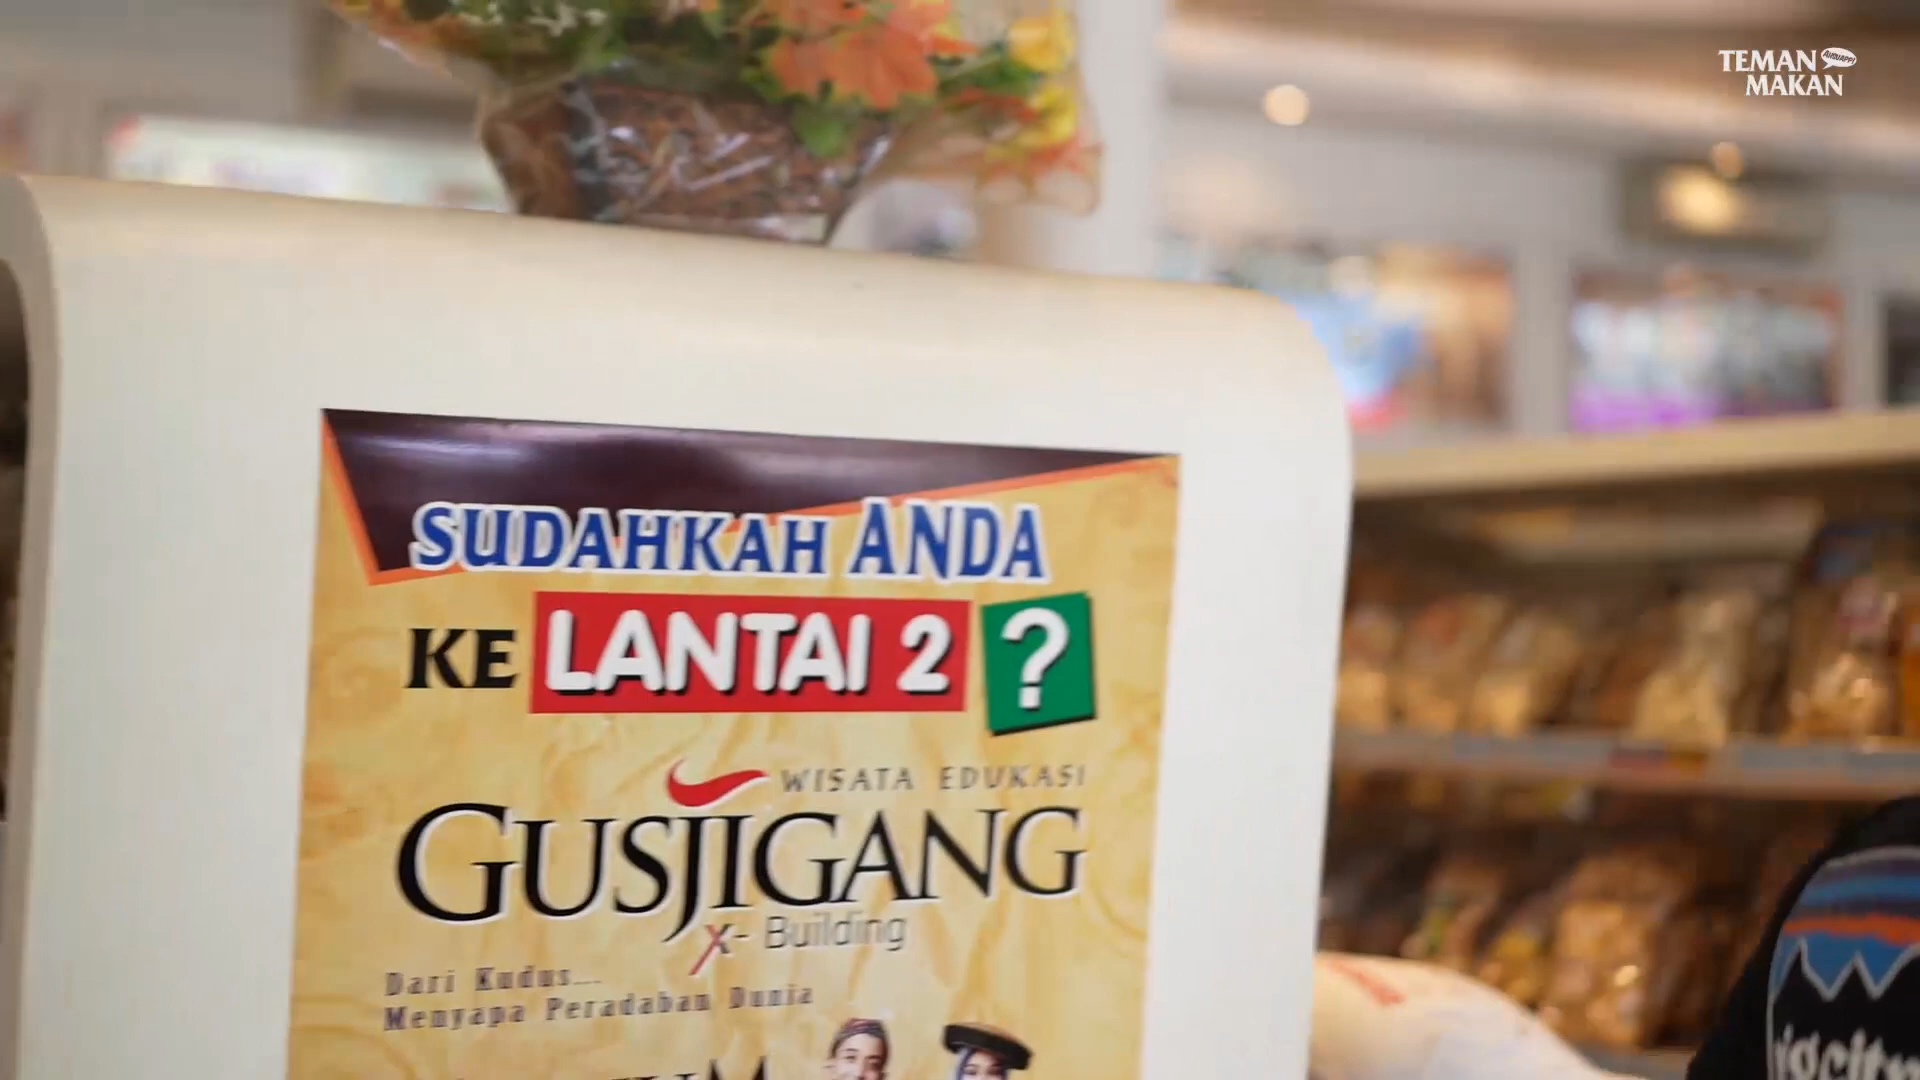 TEMAN
MAKAN
SUDAHKAH ANDA
KE LANTAI 2 ?
WISATA EDUKASI
GUSJIGANG
x- Building
Dari Kudus...
Menyapa Peradaban Dunia